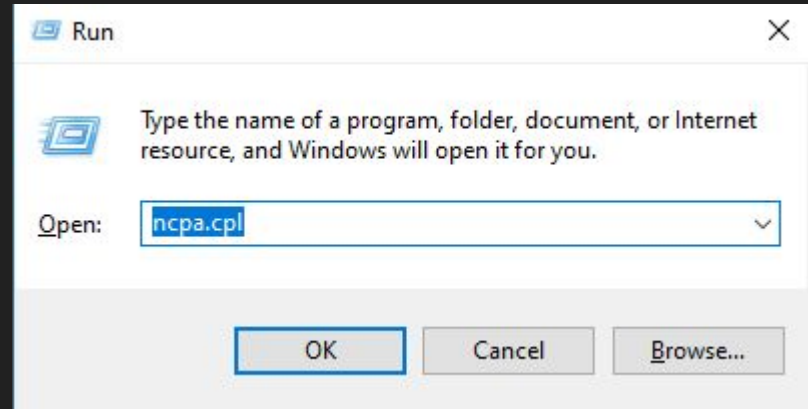 Run
Type the name of a program, folder, document, or Internet
resource, and Windows will open it for you.
Open:
ncpa.cpl
OK
Cancel
Browse...